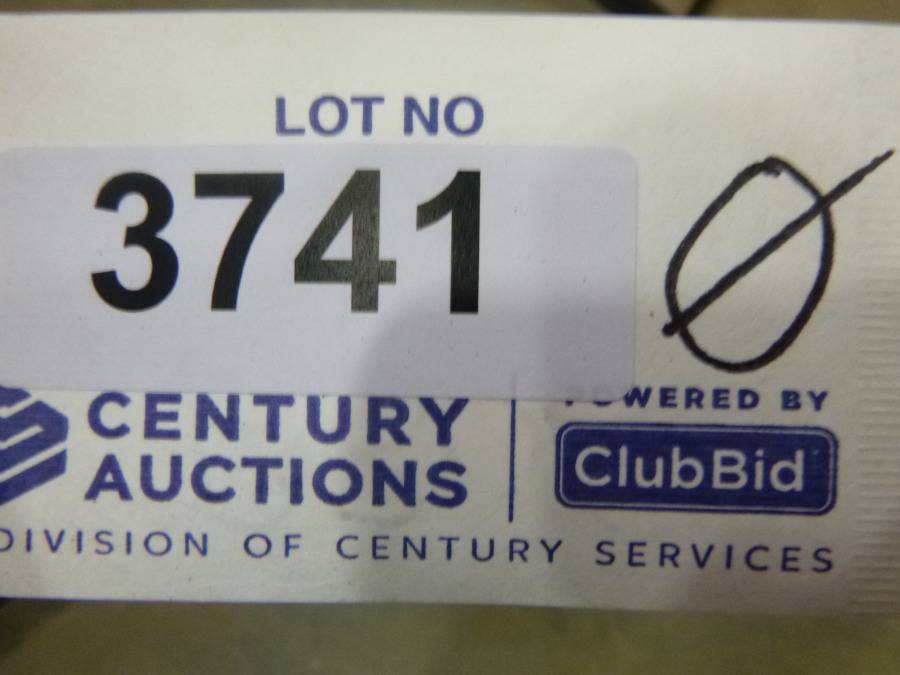 LOT NO
3741 Ø
CENTURY
AUCTIONS
POWERED BY
ClubBid
DIVISION OF CENTURY SERVICES